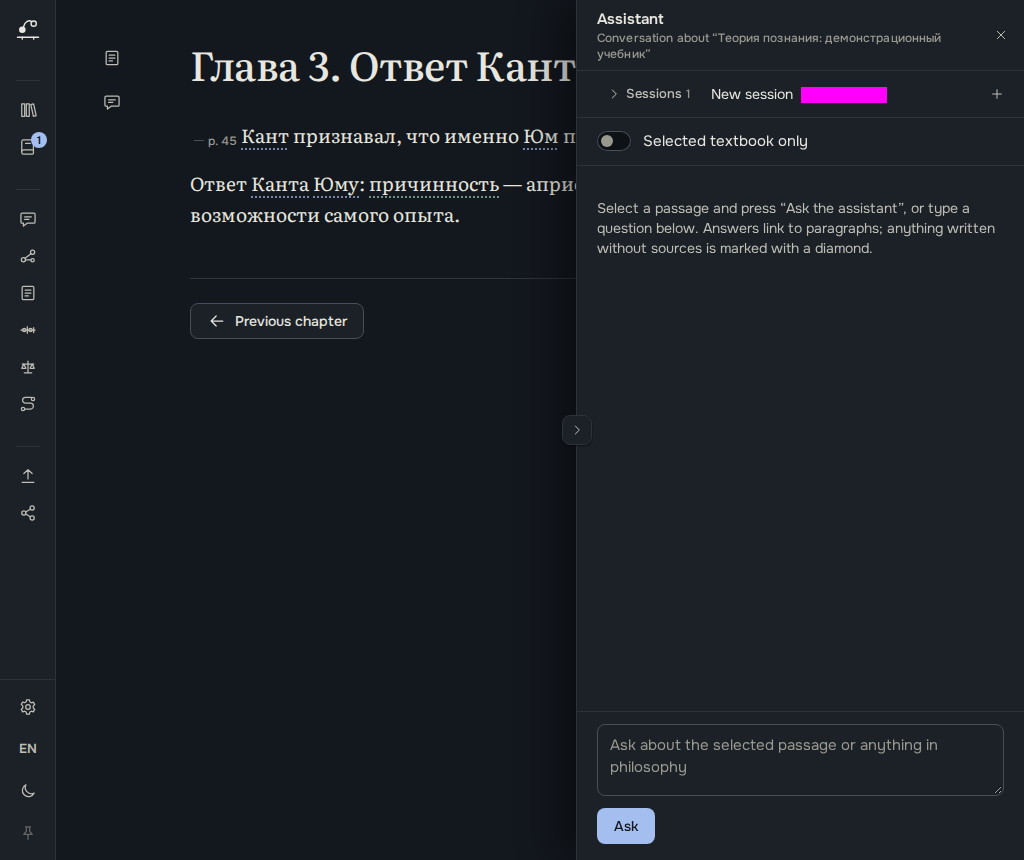 1
EN
Глава 3. Ответ Кант
p. 45 Кант признавал, что именно Юм
Ответ Канта Юму: причинность —
возможности самого опыта.
Previous chapter
Assistant
Conversation about “Теория познания: демонстрационный
учебник”
Sessions 1 New session
Selected textbook only
Select a passage and press “Ask the assistant”, or type a
question below. Answers link to paragraphs; anything written
without sources is marked with a diamond.
Ask about the selected passage or anything in
philosophy
Ask